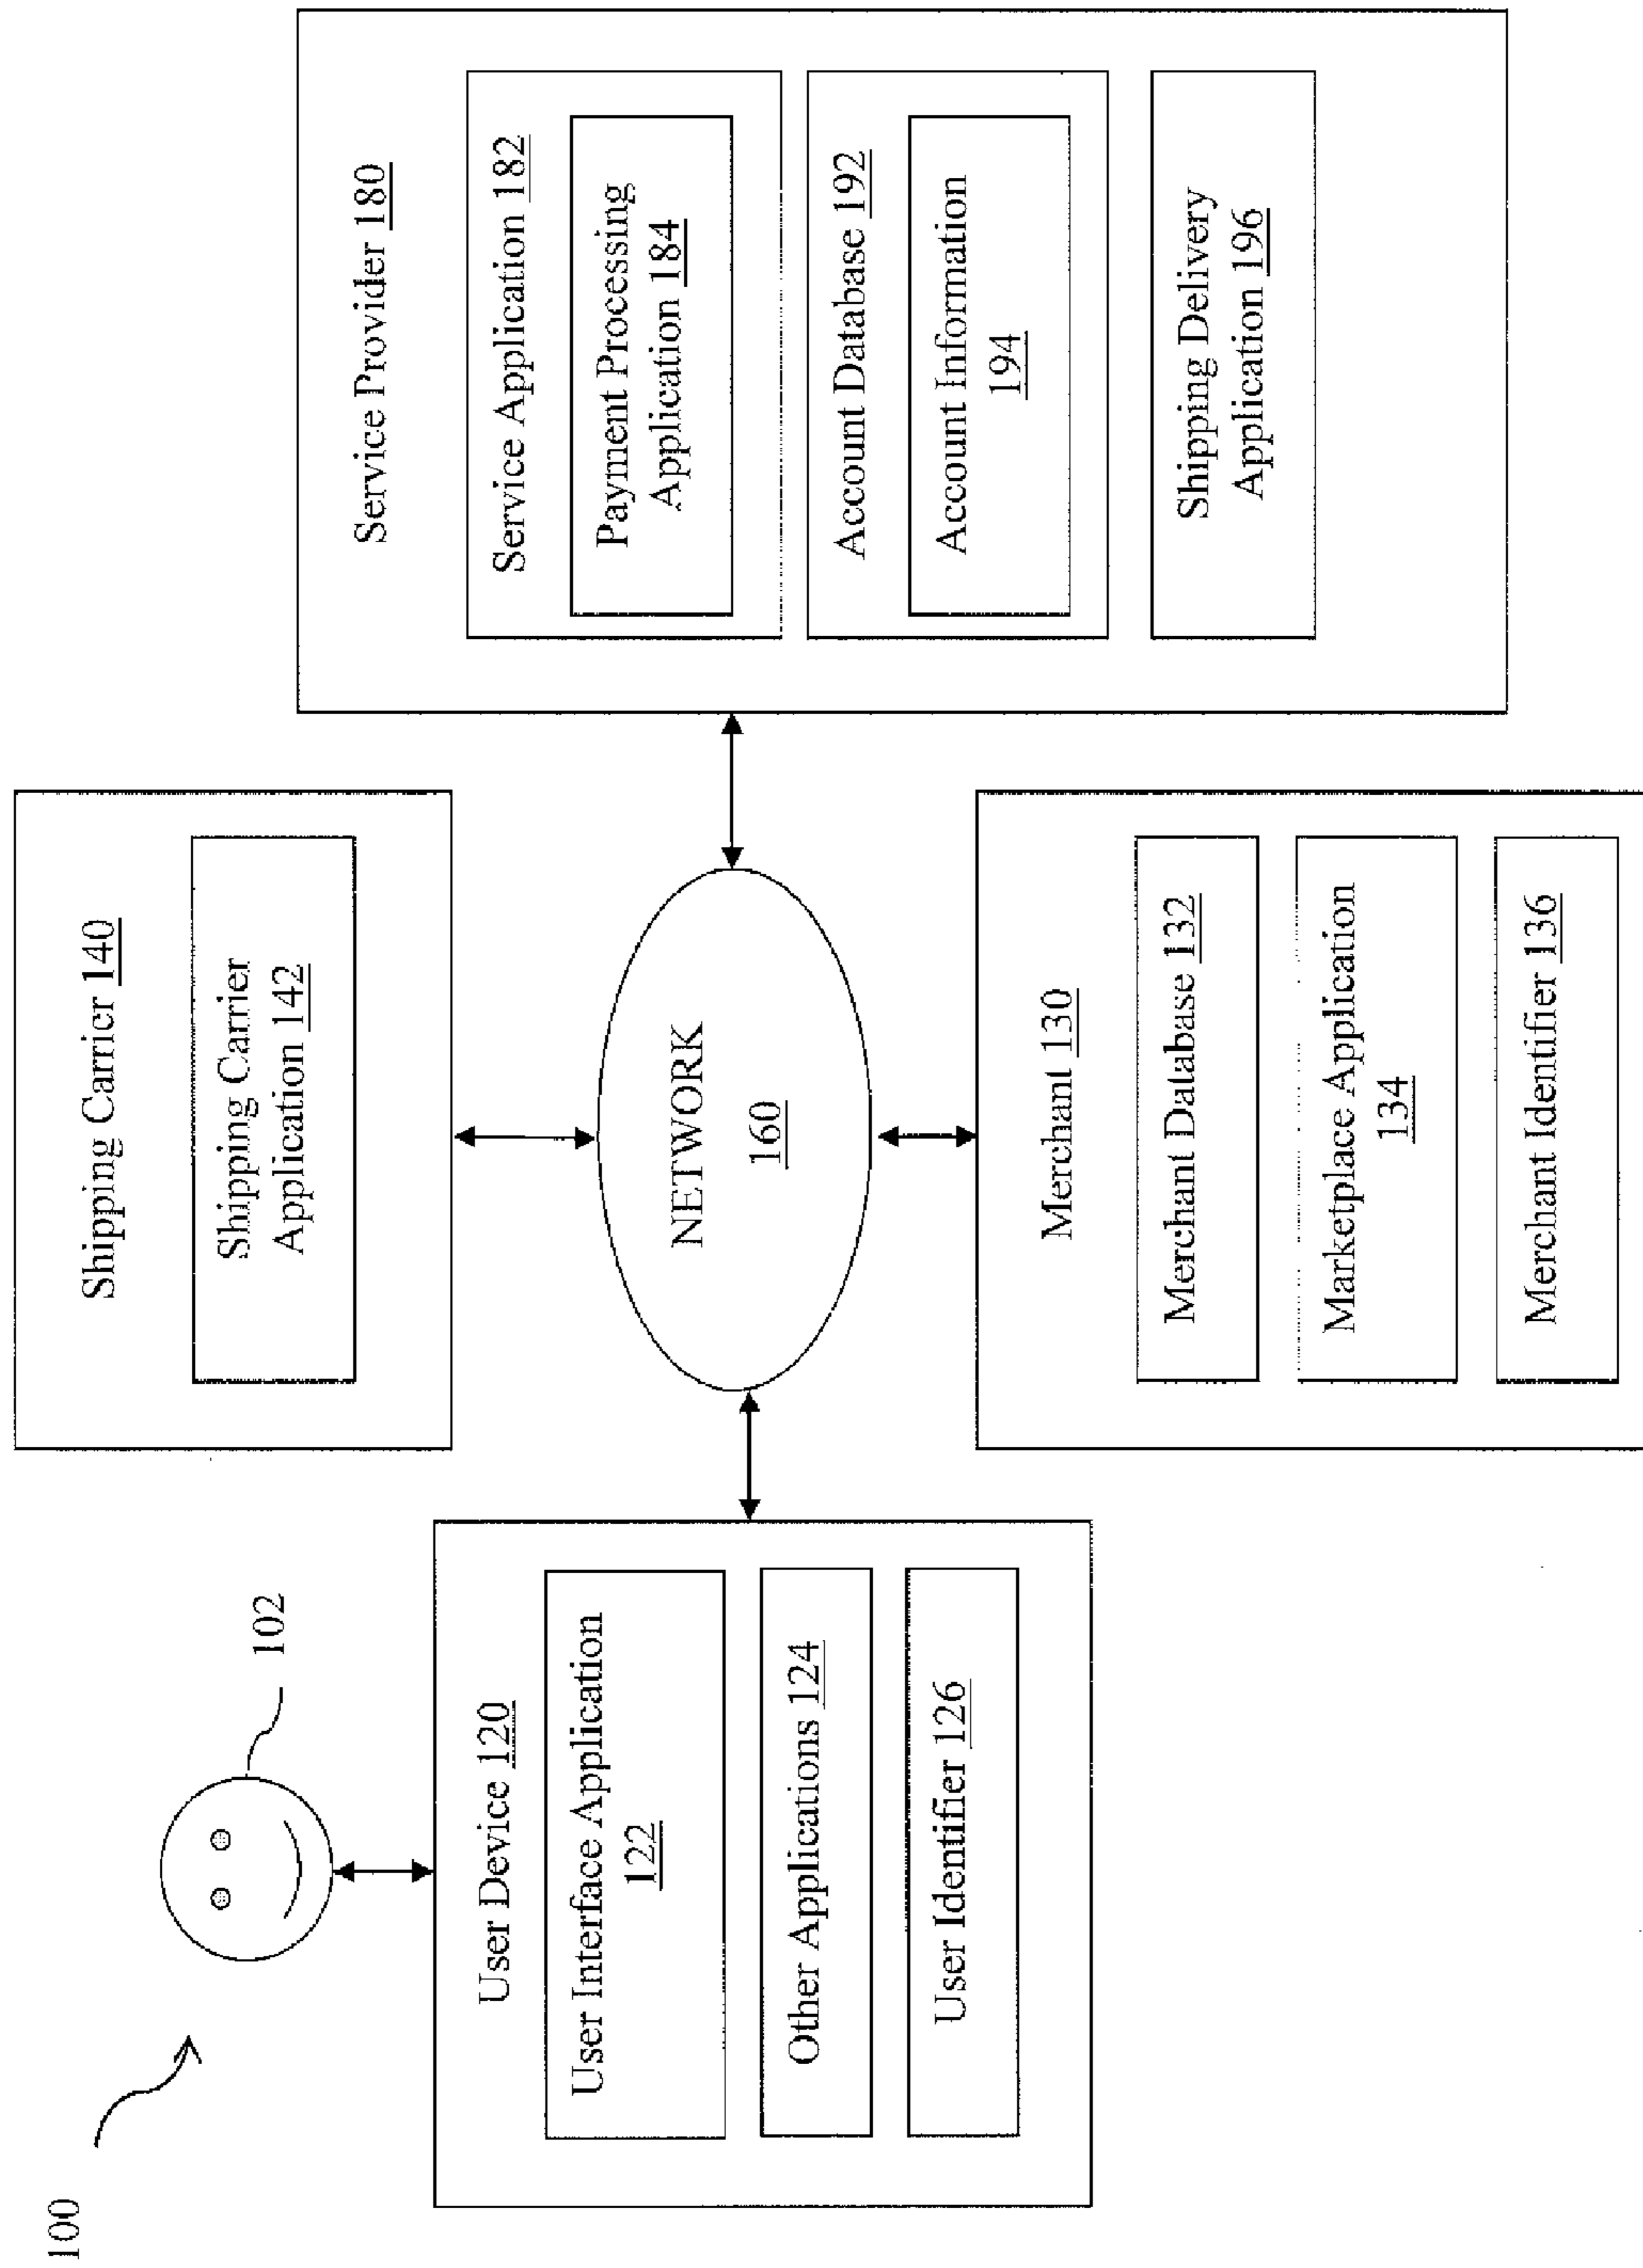 100
102
User Device 120
User Interface Application
122
Other Applications 124
User Identifier 126
Shipping Carrier 140
Shipping Carrier
Application 142
NETWORK
160
Merchant 130
Merchant Database 132
Marketplace Application
134
Merchant Identifier 136
Service Provider 180
Service Application 182
Payment Processing
Application 184
Account Database 192
Account Information
194
Shipping Delivery
Application 196